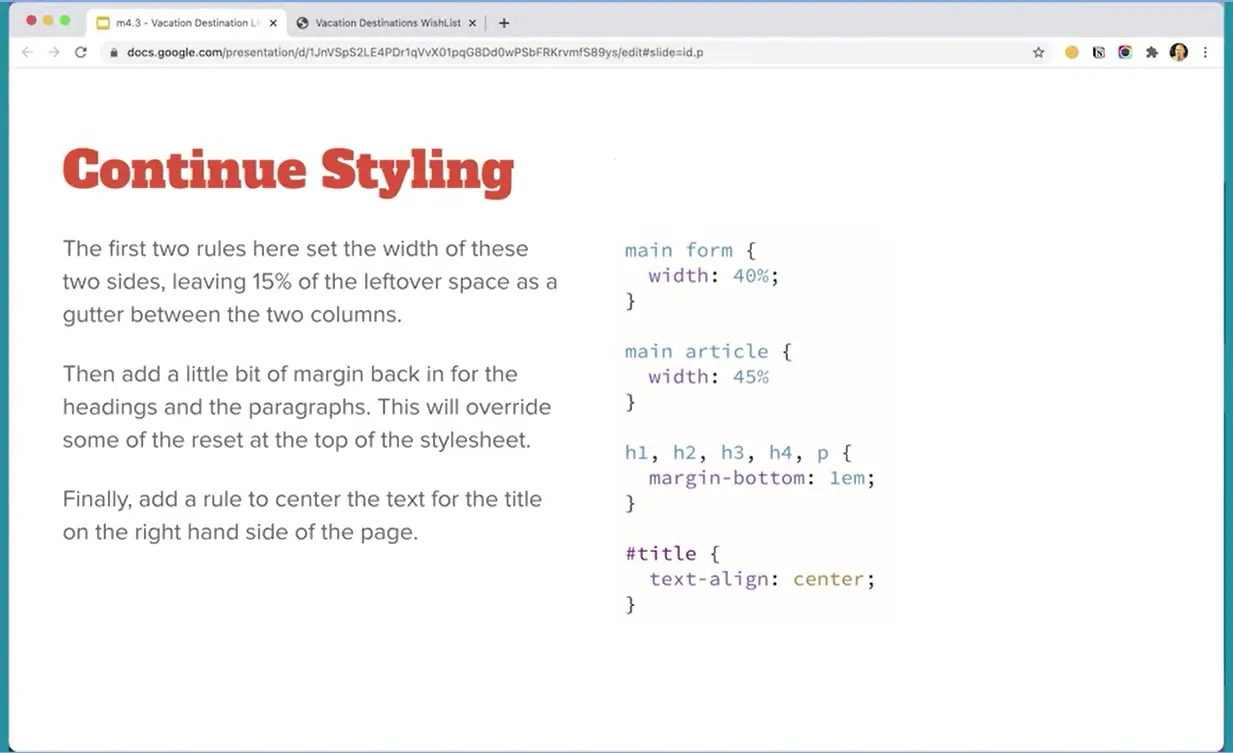 m4.3 - Vacation Destination Li
Vacation Destinations WishList
docs.google.com/presentation/d/1JnVSpS2LE4PDr1qVvX01pqG8Dd0wPSbFRKrvmfS89ys/edit#slide=id.p
Continue Styling
The first two rules here set the width of these
two sides, leaving 15% of the leftover space as a
gutter between the two columns.
Then add a little bit of margin back in for the
headings and the paragraphs. This will override
some of the reset at the top of the stylesheet.
Finally, add a rule to center the text for the title
on the right hand side of the page.
main form {
width: 40%;
}
main article {
width: 45%
}
h1, h2, h3, h4, p {
margin-bottom: 1em;
}
#title {
text-align: center;
}